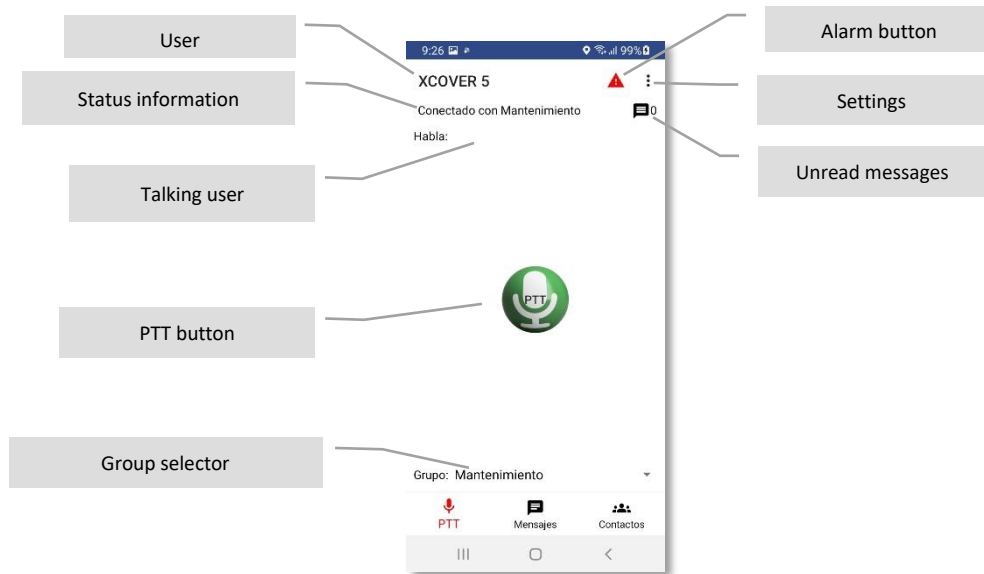 User
Alarm button
9:26
99%
XCOVER 5
Status information
Settings
Conectado con Mantenimiento
0
Habla:
Unread messages
Talking user
PTT
PTT button
Group selector
Grupo: Mantenimiento
PTT
Mensajes
Contactos